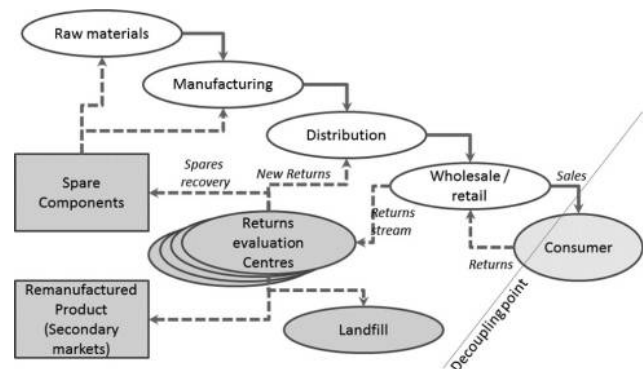 Raw materials
Manufacturing
Distribution
Wholesale /
retail
Sales
Consumer
Returns
Decoupling point
Returns
stream
New Returns
Spares
recovery
Spare
Components
Returns
evaluation
Centres
Remanufactured
Product
(Secondary
markets)
Landfill